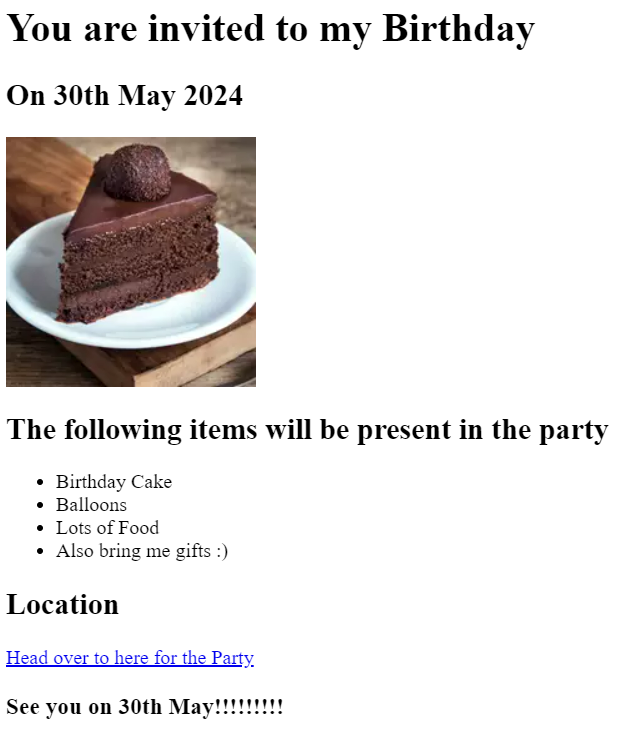 You are invited to my Birthday
On 30th May 2024
The following items will be present in the party
Birthday Cake
Balloons
Lots of Food
Also bring me gifts :)
Location
Head over to here for the Party
See you on 30th May!!!!!!!!!